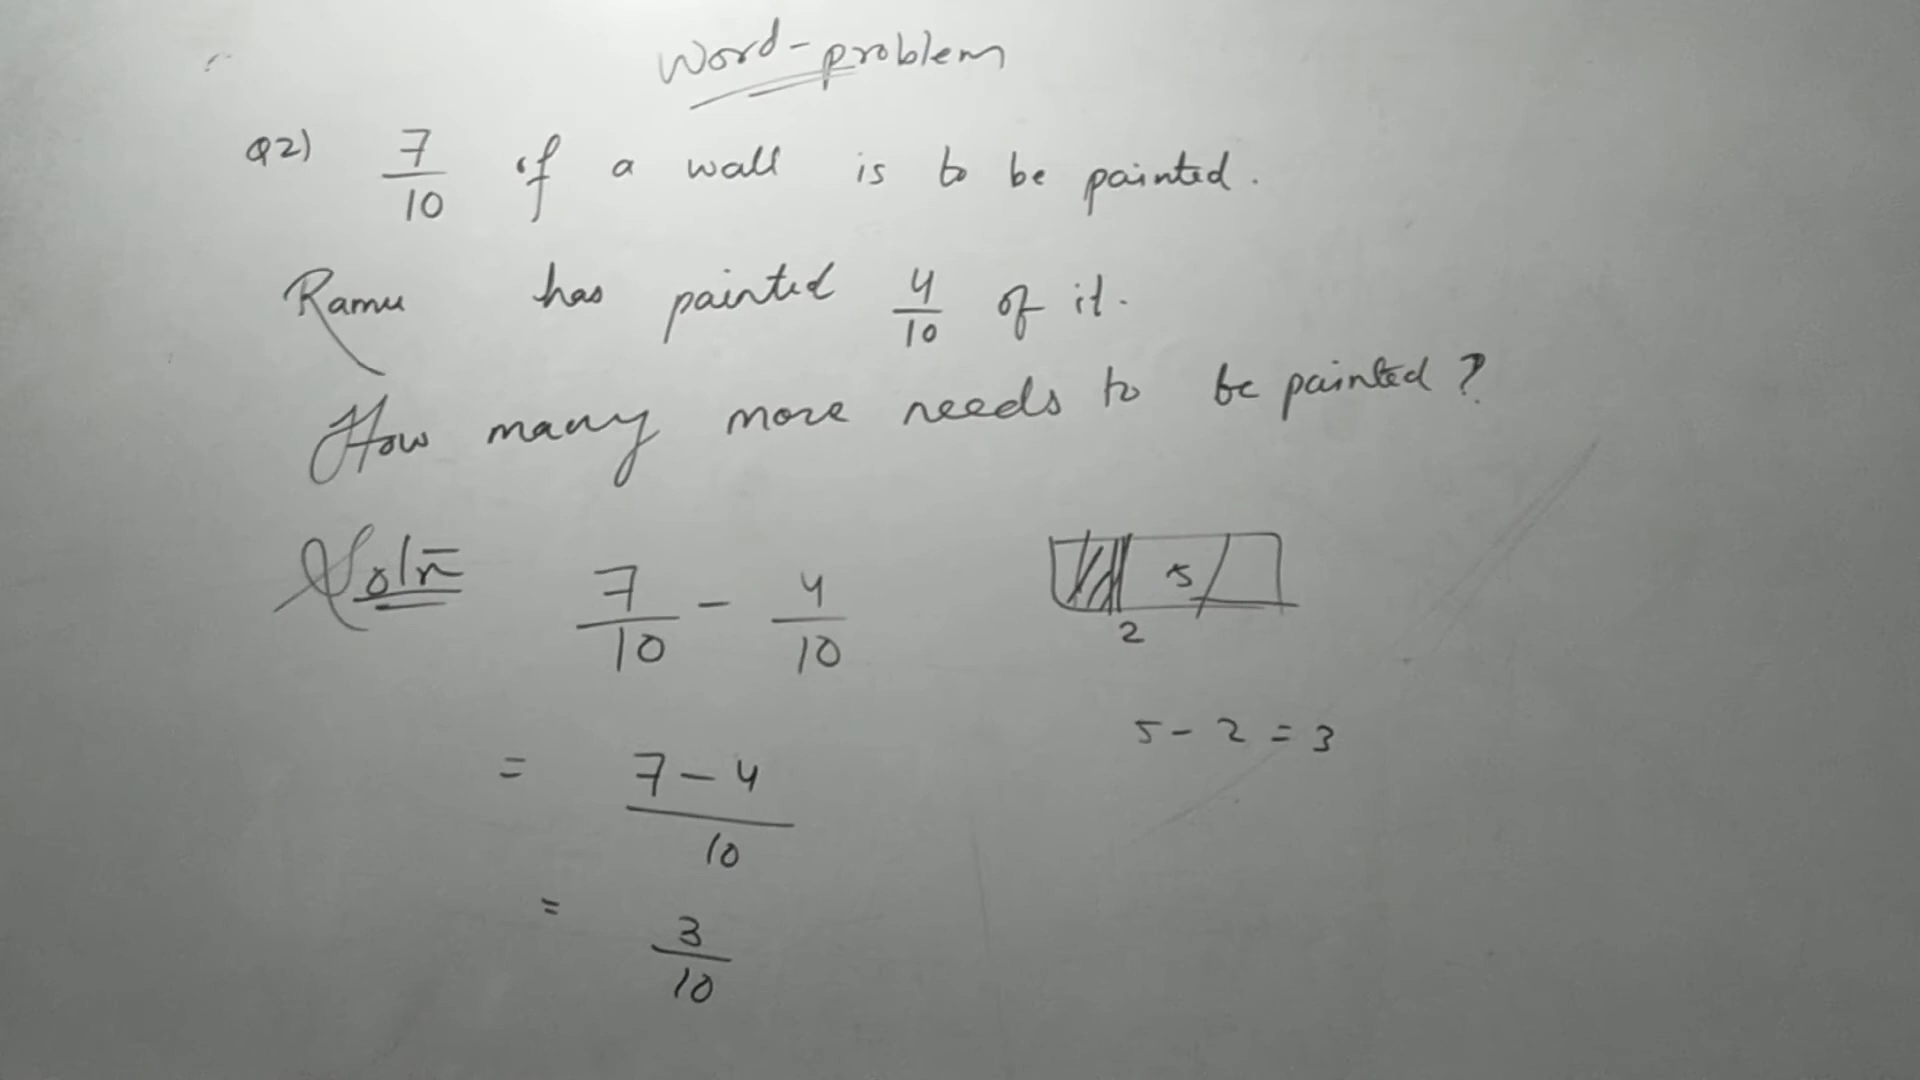 Word-problem
Q2) 7/10 of a wall is to be painted.
Ramu has painted 4/10 of it.
How many more needs to be painted?
Soln 7/10 - 4/10
5
2
= 7-4/10
5-2=3
= 3/10